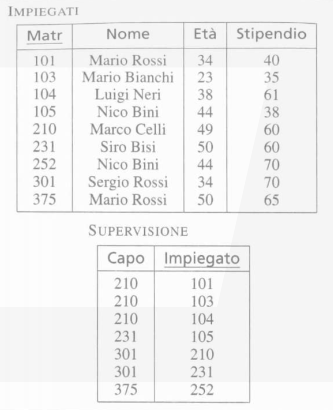 IMPIEGATI
Matr Nome Età Stipendio
101 Mario Rossi 34 40
103 Mario Bianchi 23 35
104 Luigi Neri 38 61
105 Nico Bini 44 38
210 Marco Celli 49 60
231 Siro Bisi 50 60
252 Nico Bini 44 70
301 Sergio Rossi 34 70
375 Mario Rossi 50 65
SUPERVISIONE
Capo Impiegato
210 101
210 103
210 104
231 105
301 210
301 231
375 252